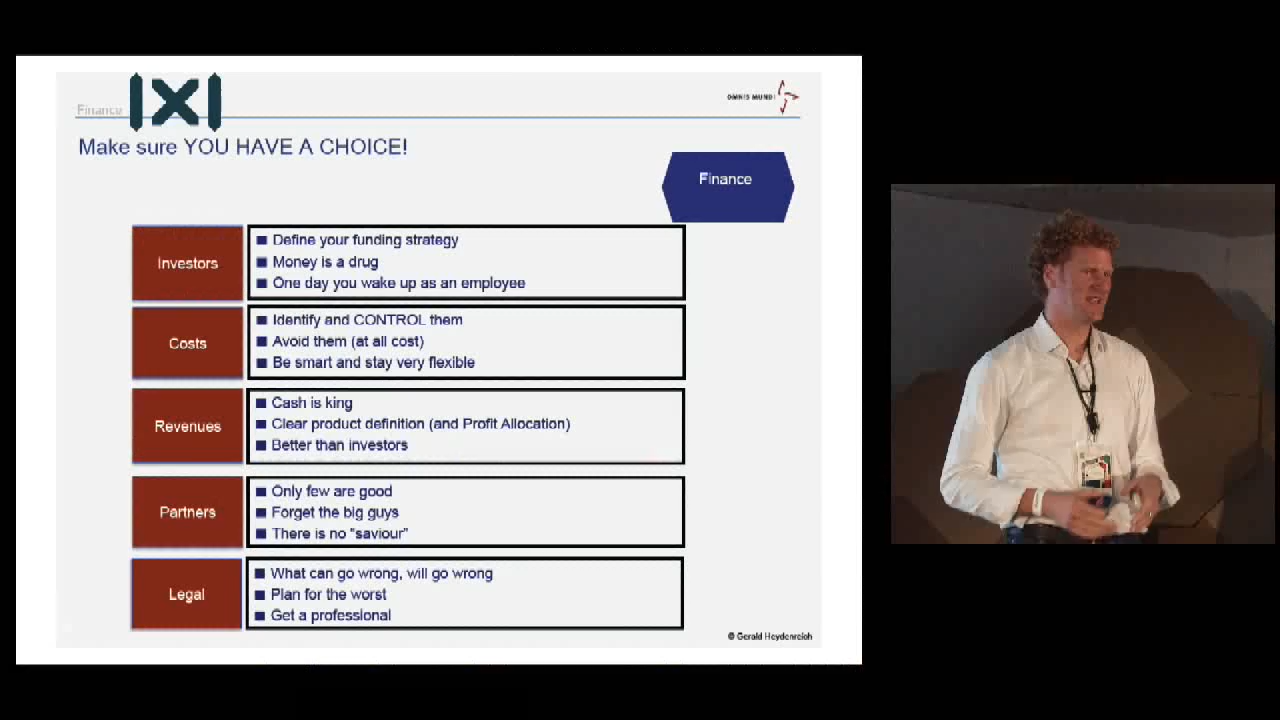 Finance
|X|
OMNIS MUNDI
Make sure YOU HAVE A CHOICE!
Finance
Investors
Define your funding strategy
Money is a drug
One day you wake up as an employee
Costs
Identify and CONTROL them
Avoid them (at all cost)
Be smart and stay very flexible
Revenues
Cash is king
Clear product definition (and Profit Allocation)
Better than investors
Partners
Only few are good
Forget the big guys
There is no "saviour"
Legal
What can go wrong, will go wrong
Plan for the worst
Get a professional
© Gerald Heydenreich